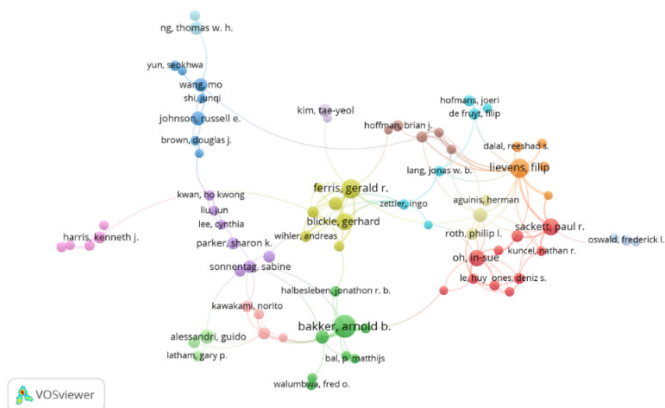 ng, thomas w. h.
yun, seokhwa
wang, mo
shi, junqi
johnson, russell e.
brown, douglas j.
kim, tae-yeol
hoffman, brian j.
hofmans, joeri
de fruyt, filip
dalal, reeshad s.
lievens, filip
lang, jonas w. b.
kwan, ho kwong
ferris, gerald r.
zettler, ingo
aguinis, herman
liu, jun
lee, cynthia
blickle, gerhard
wihler, andreas
roth, philip l.
sackett, paul r.
oswald, frederick l.
harris, kenneth j.
parker, sharon k.
kuncel, nathan r.
oh, in-sue
sonnentag, sabine
le, huy
ones, deniz s.
halbesleben, jonathon r. b.
kawakami, norito
bakker, arnold b.
alessandri, guido
latham, gary p.
bal, p. matthijs
walumbwa, fred o.
VOSviewer